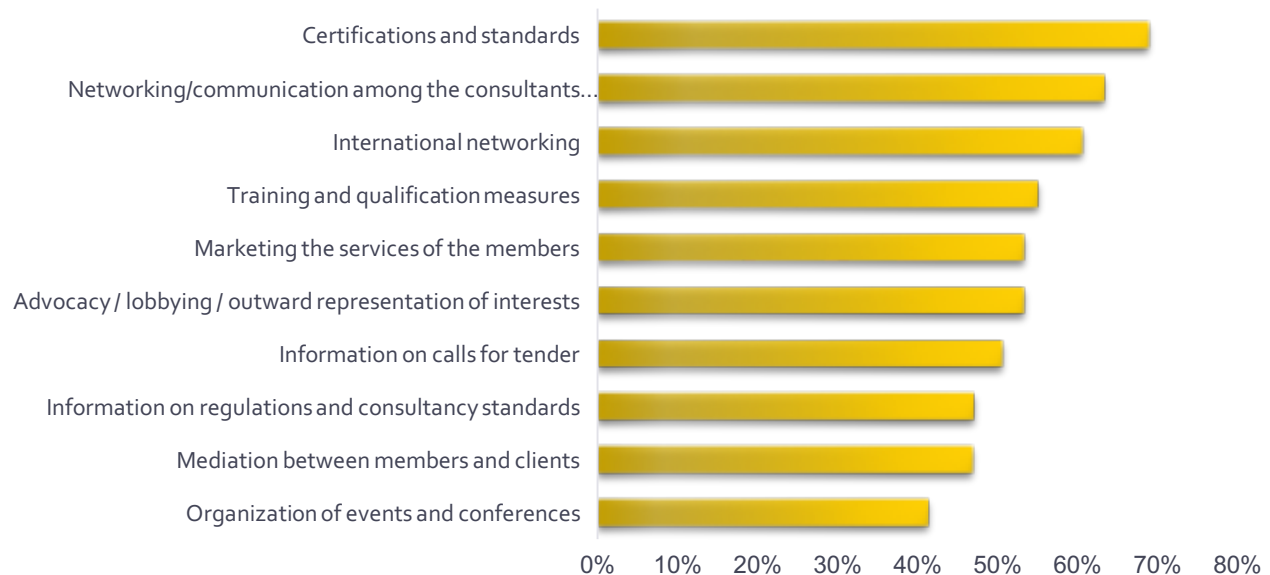 Certifications and standards
Networking/communication among the consultants...
International networking
Training and qualification measures
Marketing the services of the members
Advocacy / lobbying / outward representation of interests
Information on calls for tender
Information on regulations and consultancy standards
Mediation between members and clients
Organization of events and conferences
0% 10% 20% 30% 40% 50% 60% 70% 80%